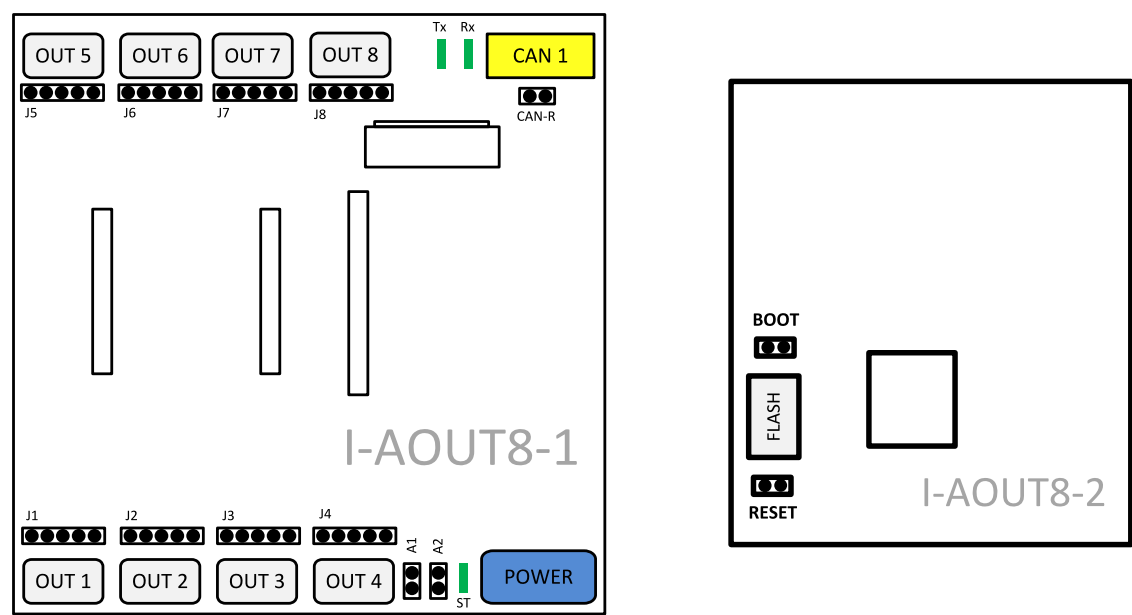 Tx Rx
OUT 5 OUT 6 OUT 7 OUT 8 CAN 1
J5 J6 J7 J8 CAN-R
I-AOUT8-1
J1 J2 J3 J4 A1 A2
OUT 1 OUT 2 OUT 3 OUT 4 POWER
ST
BOOT
FLASH
RESET
I-AOUT8-2